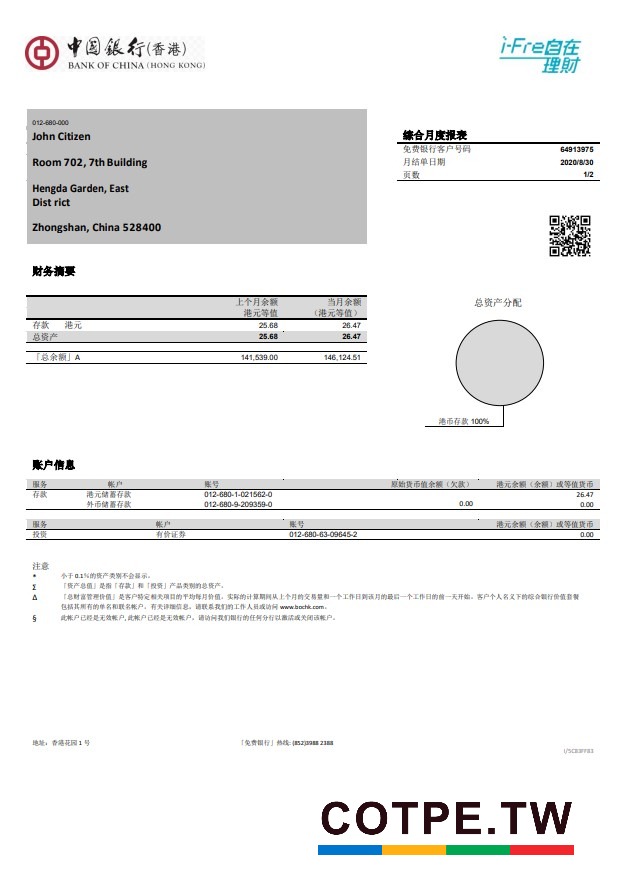 中國銀行(香港)
BANK OF CHINA (HONG KONG)
i-Fre自在
理財
012-680-000
John Citizen
Room 702, 7th Building
Hengda Garden, East
Dist rict
Zhongshan, China 528400
综合月度报表
免费银行客户号码 64913975
月结单日期 2020/8/30
页数 1/2
财务摘要
上个月余额 当月余额
港元等值 （港元等值）
存款 港元 25.68 26.47
总资产 25.68 26.47
「总余额」A 141,539.00 146,124.51
总资产分配
港币存款 100%
账户信息
服务 帐户 账号 原始货币值余额（欠款） 港元余额（余额）或等值货币
存款 港元储蓄存款 012-680-1-021562-0 26.47
外币储蓄存款 012-680-9-209359-0 0.00 0.00
服务 帐户 账号 港元余额（余额）或等值货币
投资 有价证券 012-680-63-09645-2 0.00
注意
* 小于 0.1%的资产类别不会显示。
Σ 「资产总值」是指「存款」和「投资」产品类别的总资产。
Δ 「总财富管理价值」是客户特定相关项目的平均每月价值。实际的计算期间从上个月的交易量和一个工作日到该月的最后一个工作日的前一天开始。客户个人名义下的综合银行价值套餐
包括其所有的单名和联名帐户。有关详细信息，请联系我们的工作人员或访问 www.bochk.com。
§ 此帐户已经是无效帐户, 此帐户已经是无效帐户。请访问我们银行的任何分行以激活或关闭该帐户。
地址：香港花园 1 号 「免费银行」热线: (852)3988 2388
I/5CB3FFB3
COTPE.TW